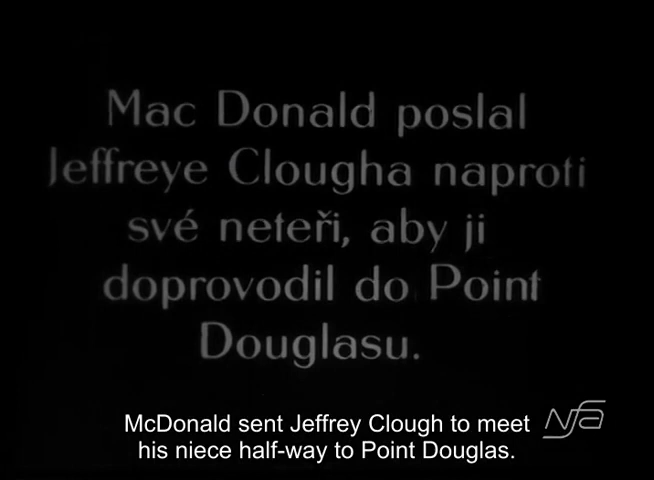 Mac Donald poslal
Jeffreye Clougha naproti
své neteři, aby ji
doprovodil do Point
Douglasu.
McDonald sent Jeffrey Clough to meet
his niece half-way to Point Douglas.
nfa